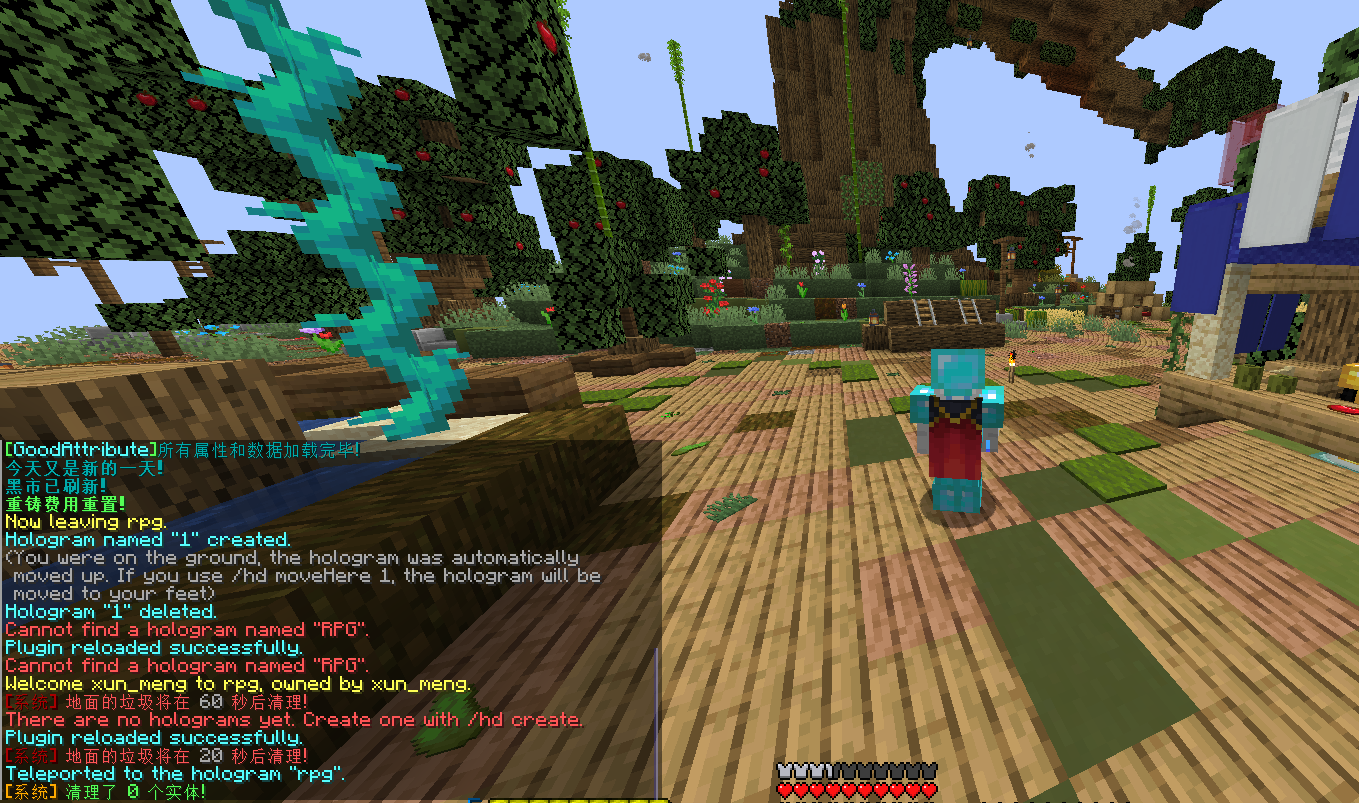 [GoodAttribute]所有属性和数据加载完毕!
今天又是新的一天!
黑市已刷新!
重铸费用重置!
Now leaving rpg.
Hologram named "1" created.
(You were on the ground, the hologram was automatically
moved up. If you use /hd moveHere 1, the hologram will be
moved to your feet)
Hologram "1" deleted.
Cannot find a hologram named "RPG".
Plugin reloaded successfully.
Cannot find a hologram named "RPG".
Welcome xun_meng to rpg, owned by xun_meng.
[系统] 地面的垃圾将在 60 秒后清理!
There are no holograms yet. Create one with /hd create.
Plugin reloaded successfully.
[系统] 地面的垃圾将在 20 秒后清理!
Teleported to the hologram "rpg".
[系统] 清理了 0 个实体!